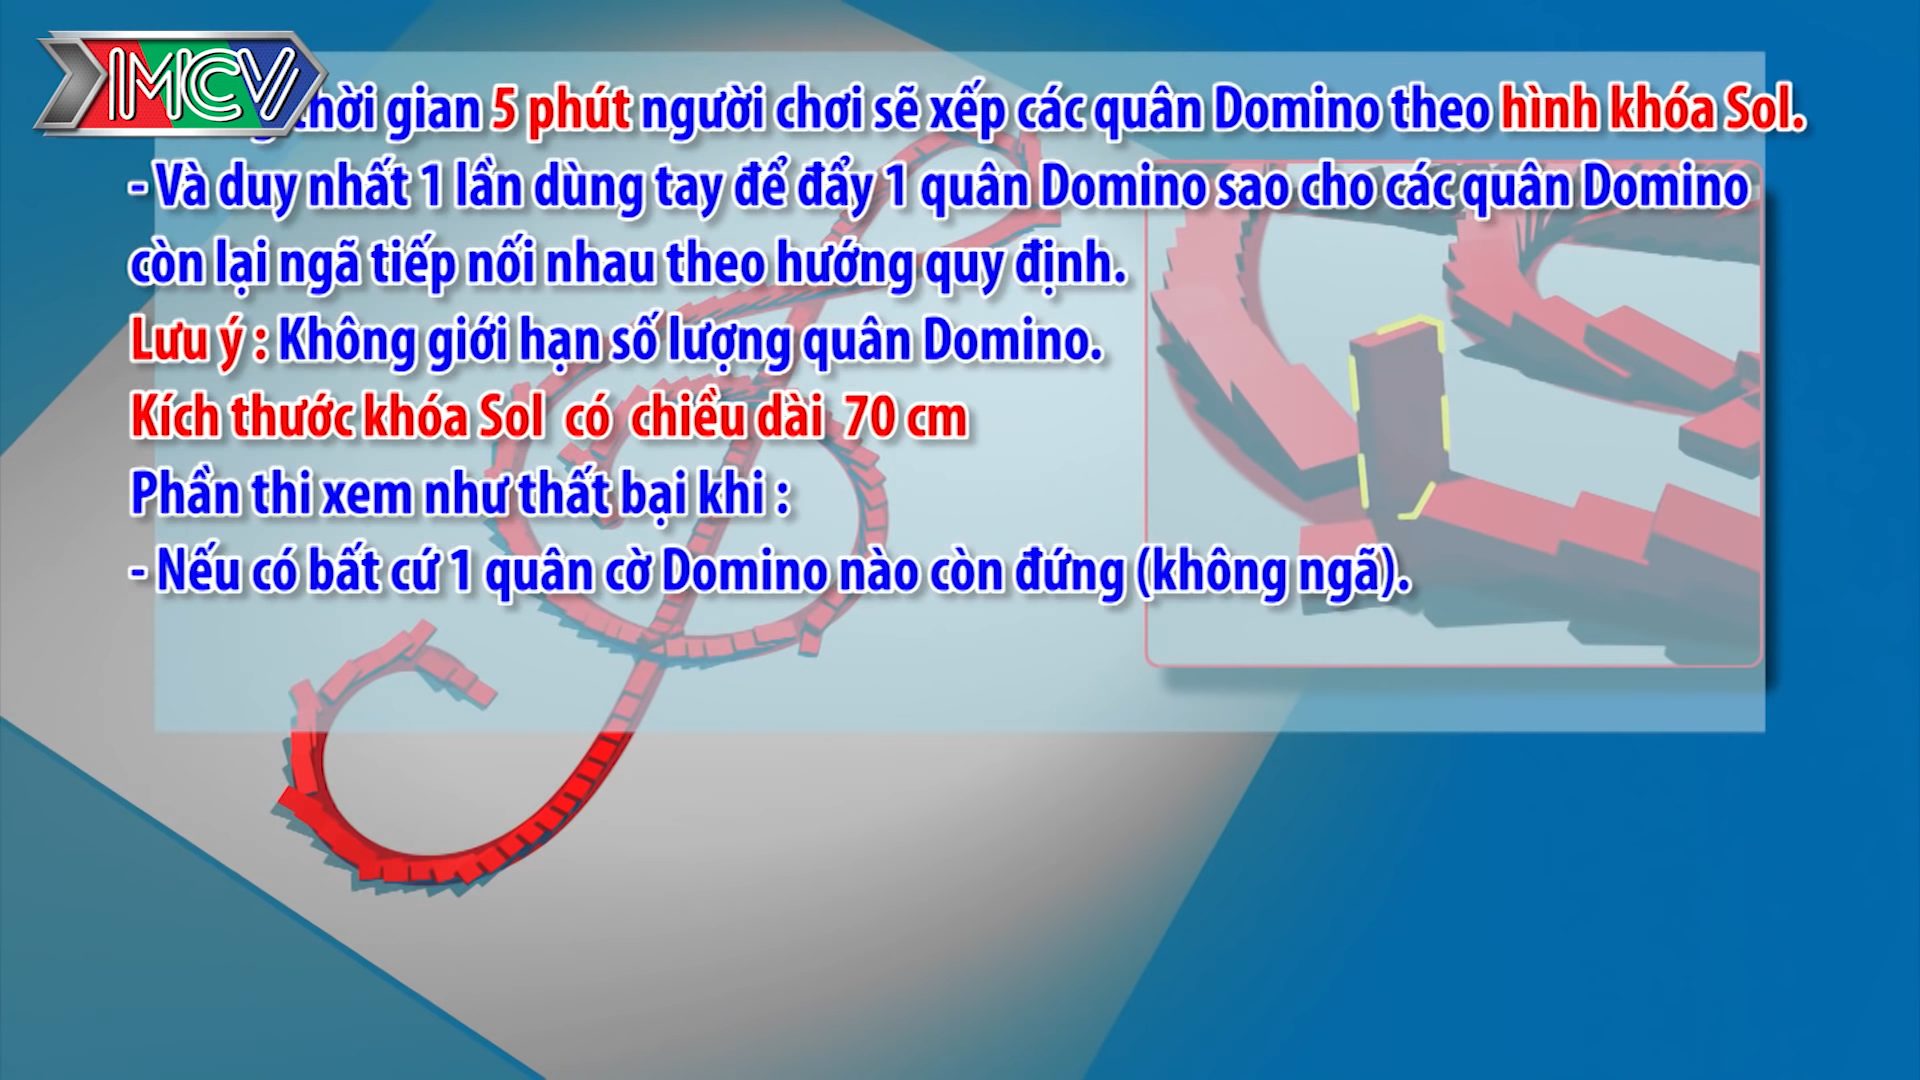 MCV
thời gian 5 phút người chơi sẽ xếp các quân Domino theo hình khóa Sol.
- Và duy nhất 1 lần dùng tay để đẩy 1 quân Domino sao cho các quân Domino
còn lại ngã tiếp nối nhau theo hướng quy định.
Lưu ý : Không giới hạn số lượng quân Domino.
Kích thước khóa Sol có chiều dài 70 cm
Phần thi xem như thất bại khi :
- Nếu có bất cứ 1 quân cờ Domino nào còn đứng (không ngã).